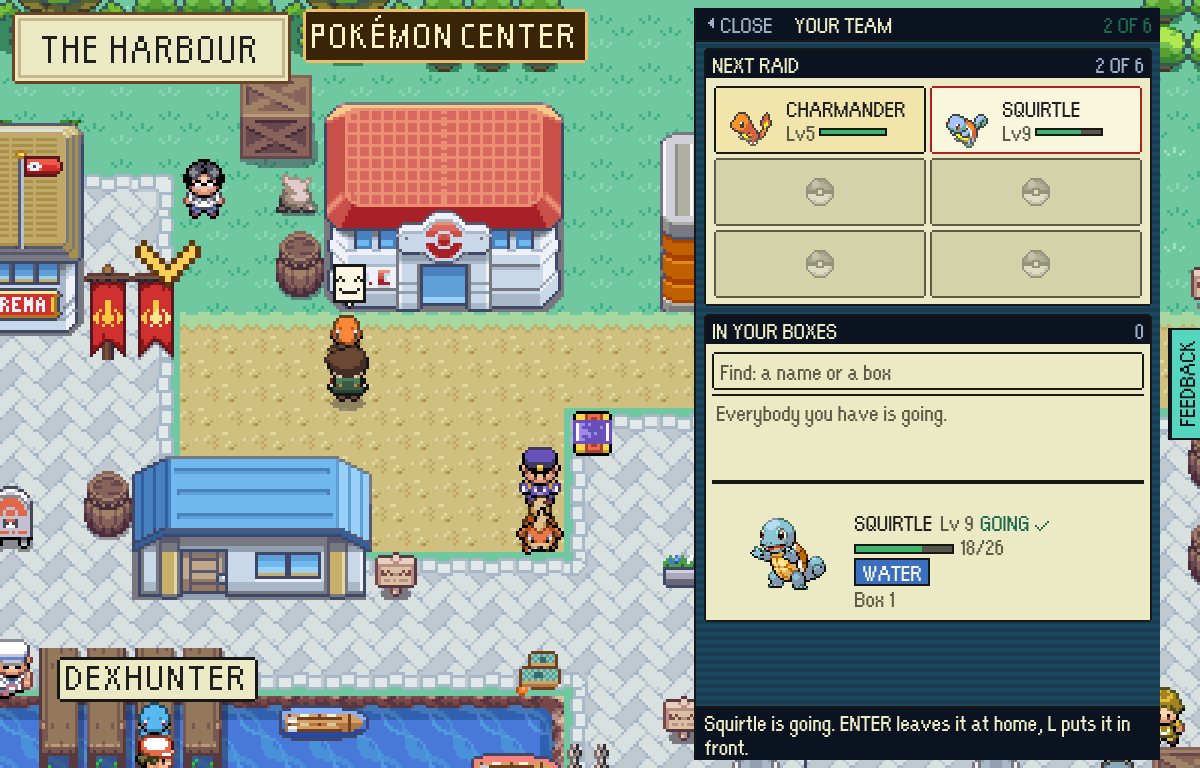 THE HARBOUR
POKÉMON CENTER
DEXHUNTER
CLOSE YOUR TEAM 2 OF 6
NEXT RAID 2 OF 6
CHARMANDER
Lv5
SQUIRTLE
Lv9
IN YOUR BOXES 0
Find: a name or a box
Everybody you have is going.
SQUIRTLE Lv 9 GOING ✓
18/26
WATER
Box 1
Squirtle is going. ENTER leaves it at home, L puts it in
front.
FEEDBACK